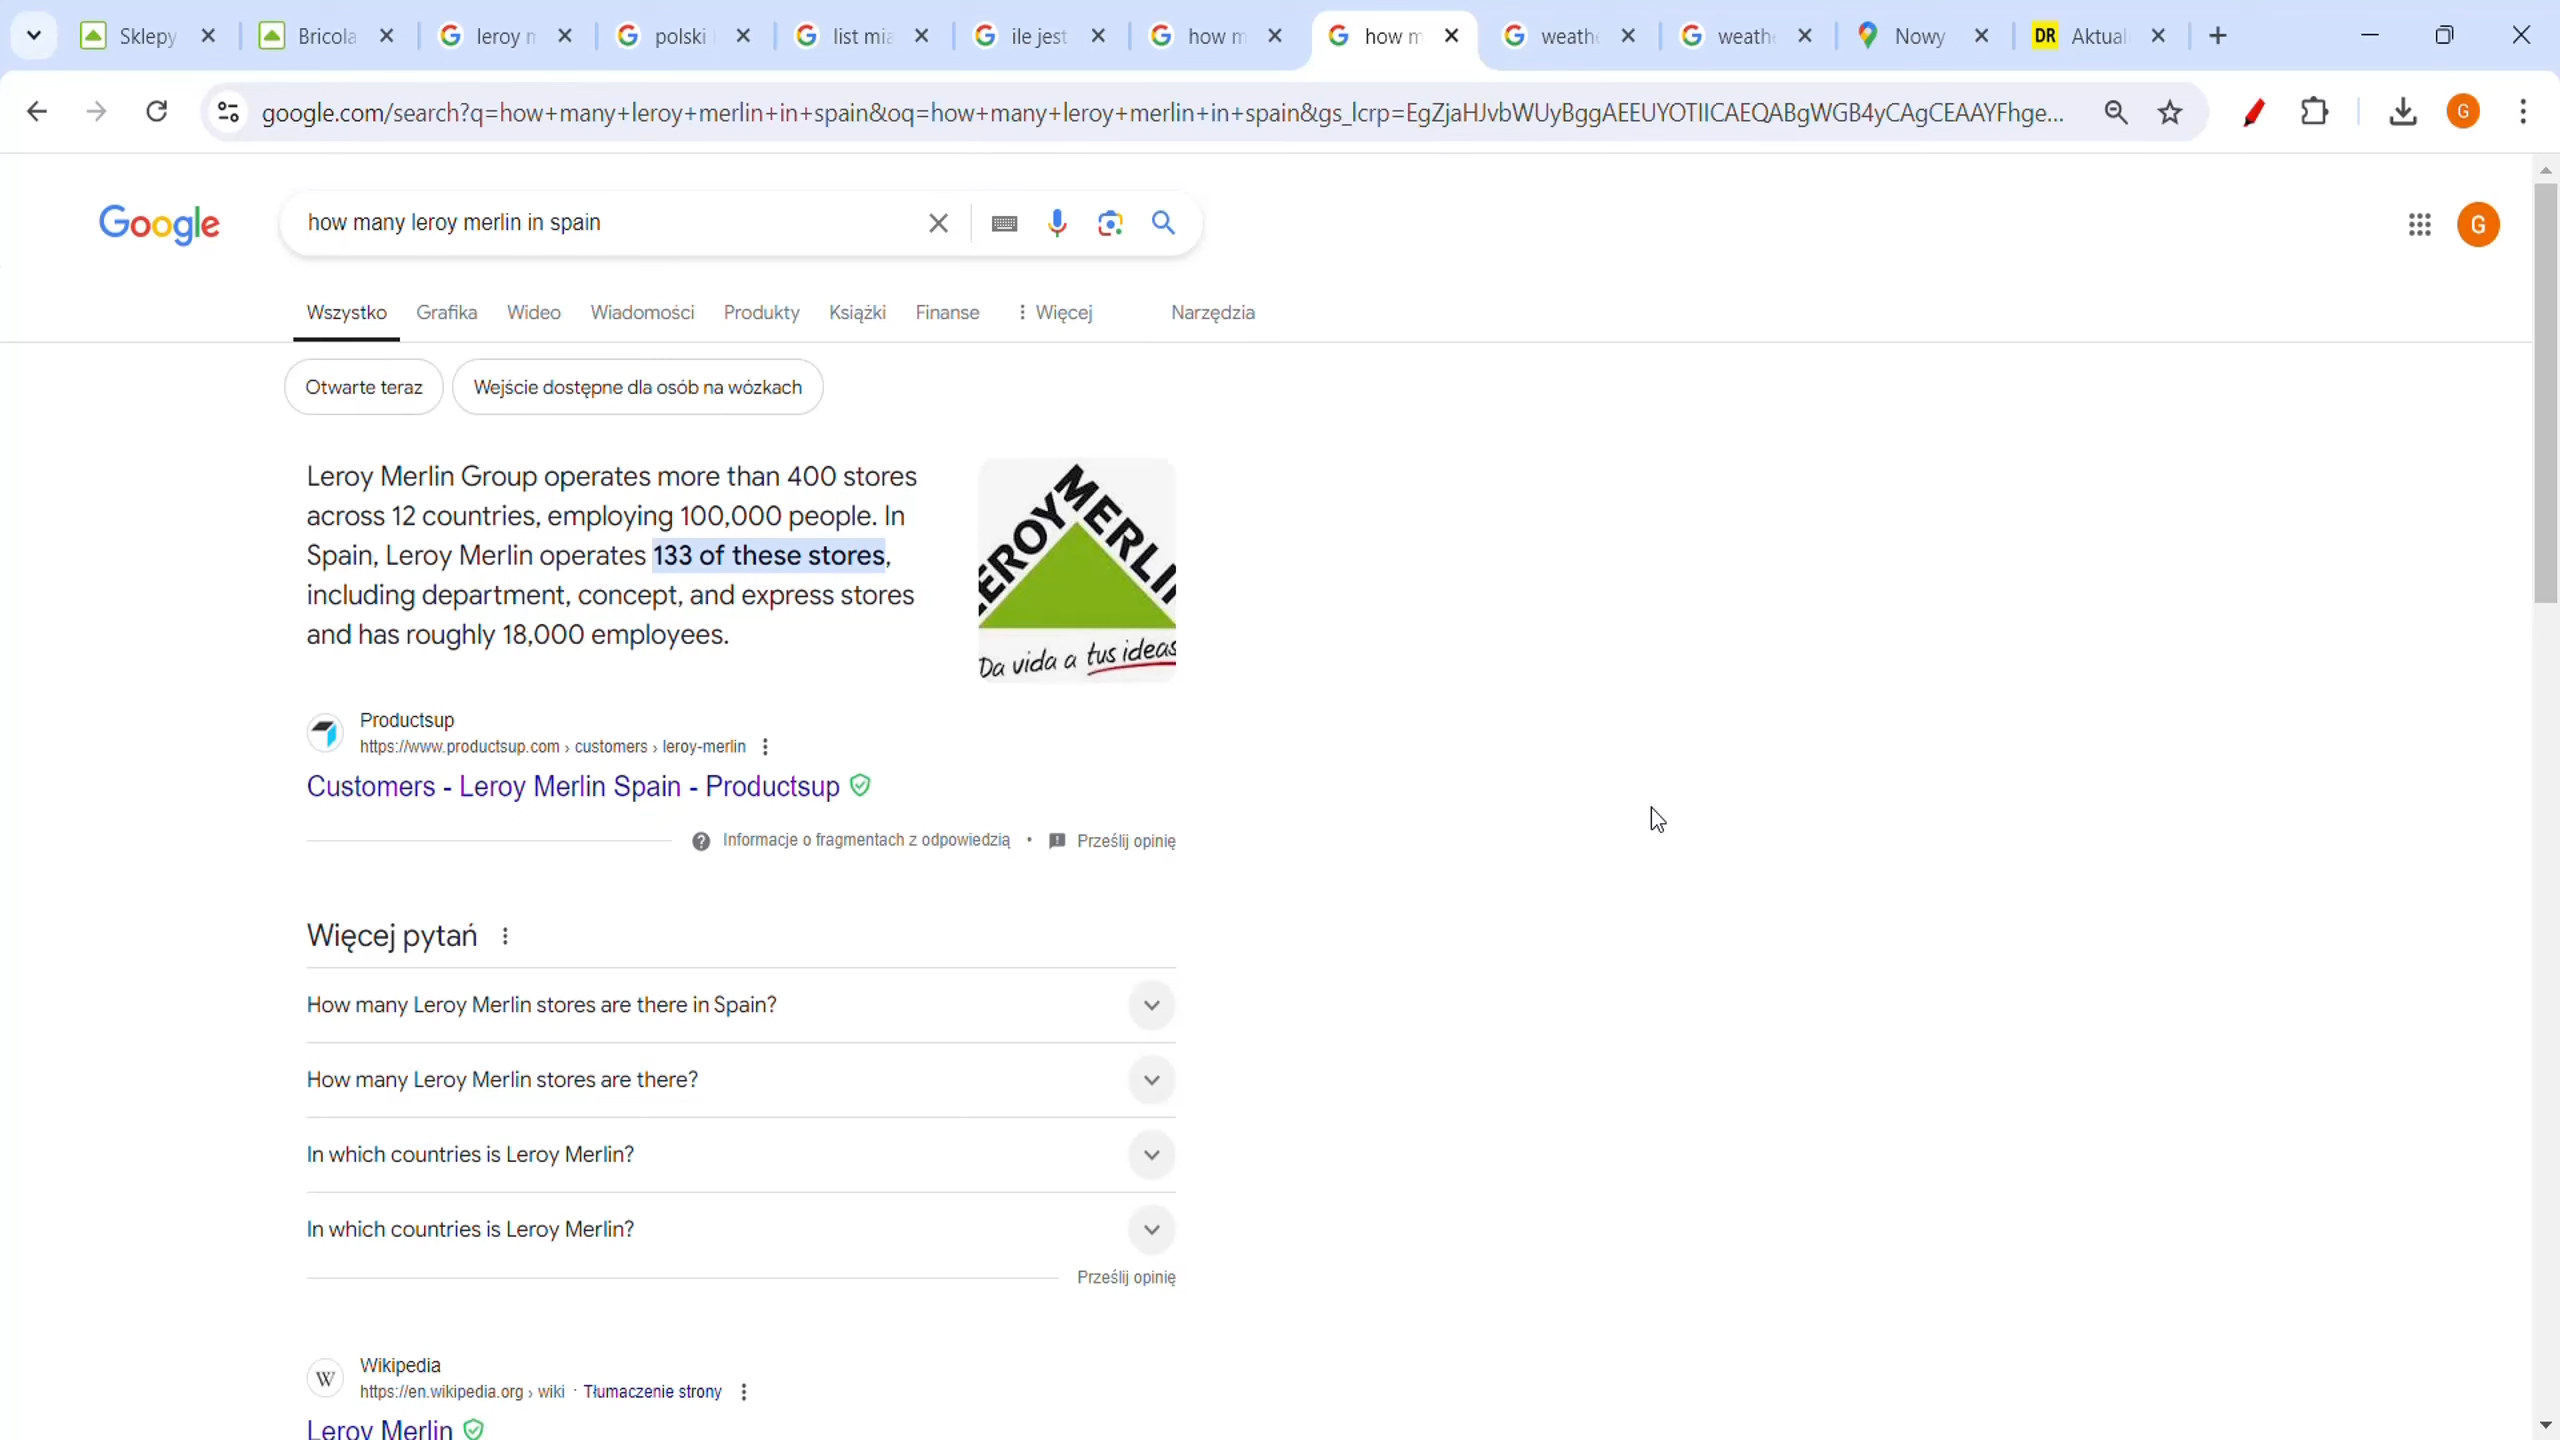 Sklepy
Bricola
leroy m
polski
list mia
ile jest
how m
how m
weathe
weathe
Nowy
DR Aktual
google.com/search?q=how+many+leroy+merlin+in+spain&oq=how+many+leroy+merlin+in+spain&gs_lcrp=EgZjaHJvbWUyBggAEEUYOTIICAEQABgWGB4yCAgCEAAYFhge...
G
Google
how many leroy merlin in spain
G
Wszystko Grafika Wideo Wiadomości Produkty Książki Finanse Więcej Narzędzia
Otwarte teraz Wejście dostępne dla osób na wózkach
Leroy Merlin Group operates more than 400 stores
across 12 countries, employing 100,000 people. In
Spain, Leroy Merlin operates 133 of these stores,
including department, concept, and express stores
and has roughly 18,000 employees.
LEROY MERLIN
Da vida a tus ideas
Productsup
https://www.productsup.com › customers › leroy-merlin
Customers - Leroy Merlin Spain - Productsup
Informacje o fragmentach z odpowiedzią • Prześlij opinię
Więcej pytań
How many Leroy Merlin stores are there in Spain?
How many Leroy Merlin stores are there?
In which countries is Leroy Merlin?
In which countries is Leroy Merlin?
Prześlij opinię
W
Wikipedia
https://en.wikipedia.org › wiki · Tłumaczenie strony
Leroy Merlin